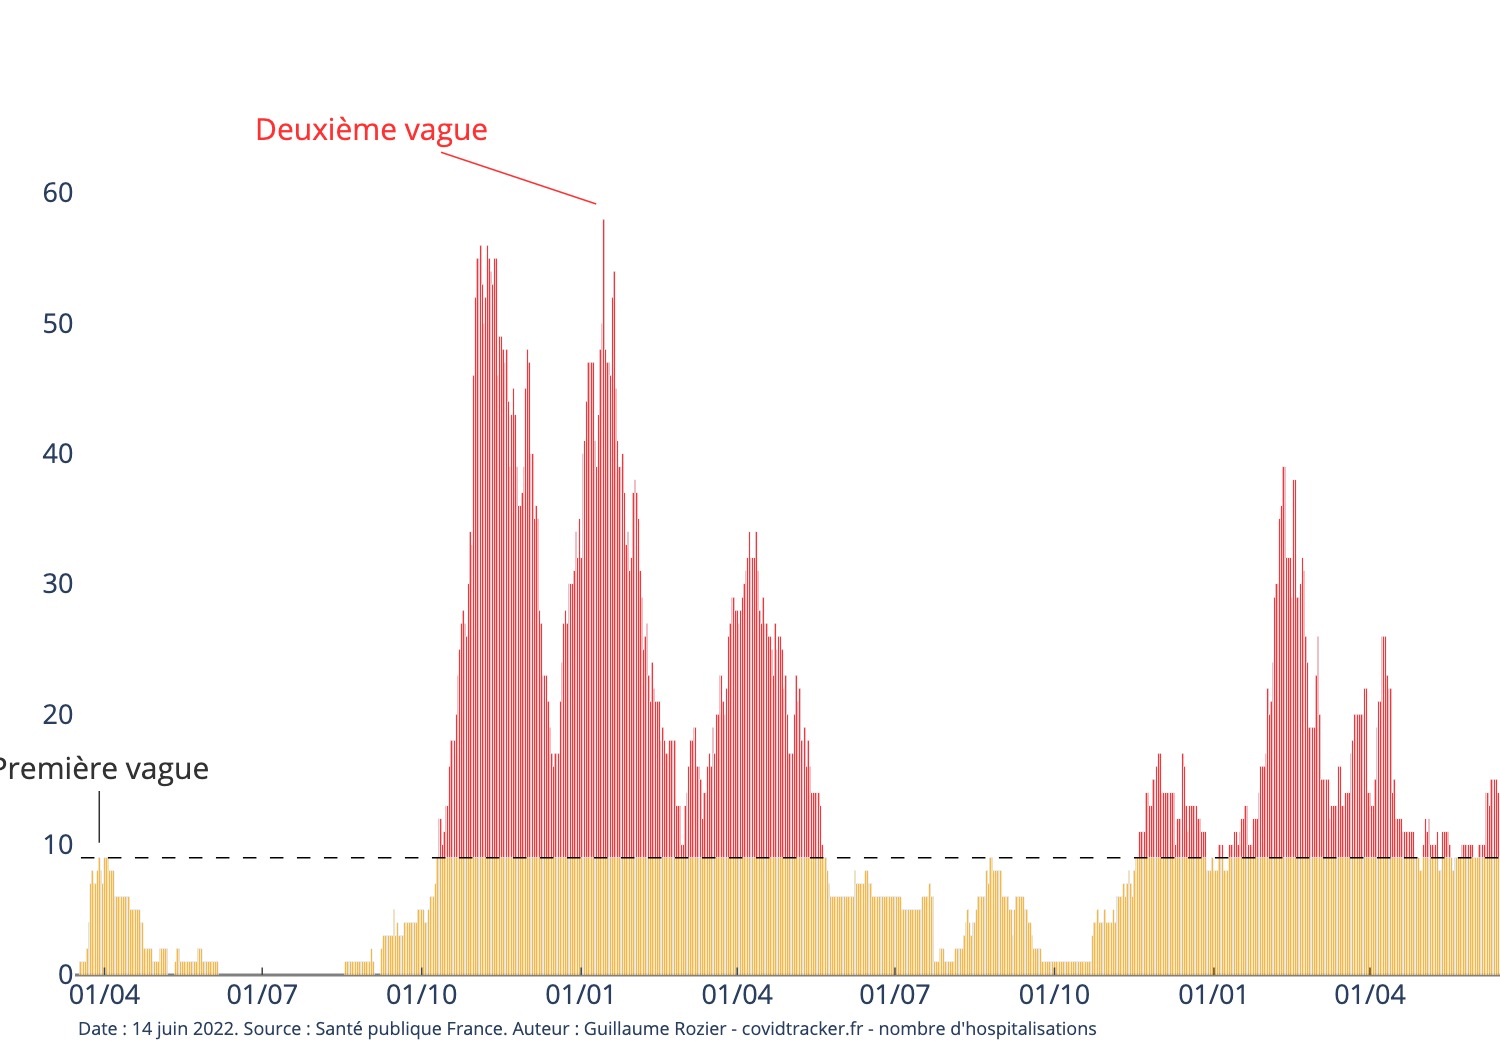 Deuxième vague
60
50
40
30
20
Première vague
10
0
01/04 01/07 01/10 01/01 01/04 01/07 01/10 01/01 01/04
Date : 14 juin 2022. Source : Santé publique France. Auteur : Guillaume Rozier - covidtracker.fr - nombre d'hospitalisations